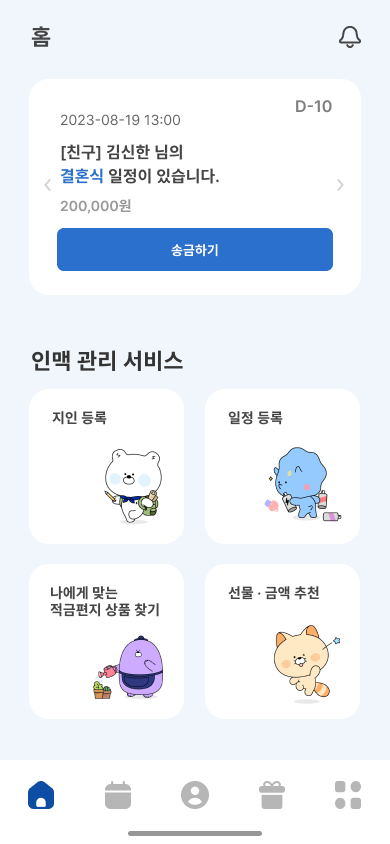 홈
D-10
2023-08-19 13:00
[친구] 김신한 님의
결혼식 일정이 있습니다.
200,000원
송금하기
인맥 관리 서비스
지인 등록
일정 등록
나에게 맞는
적금편지 상품 찾기
선물 · 금액 추천